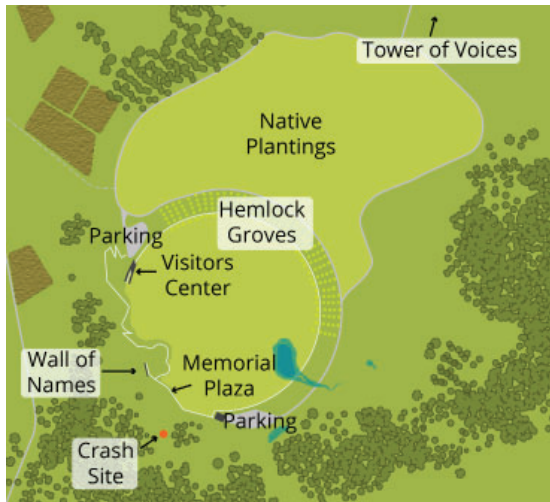 Tower of Voices
Native
Plantings
Hemlock
Groves
Parking
Visitors
Center
Wall of
Names
Memorial
Plaza
Parking
Crash
Site